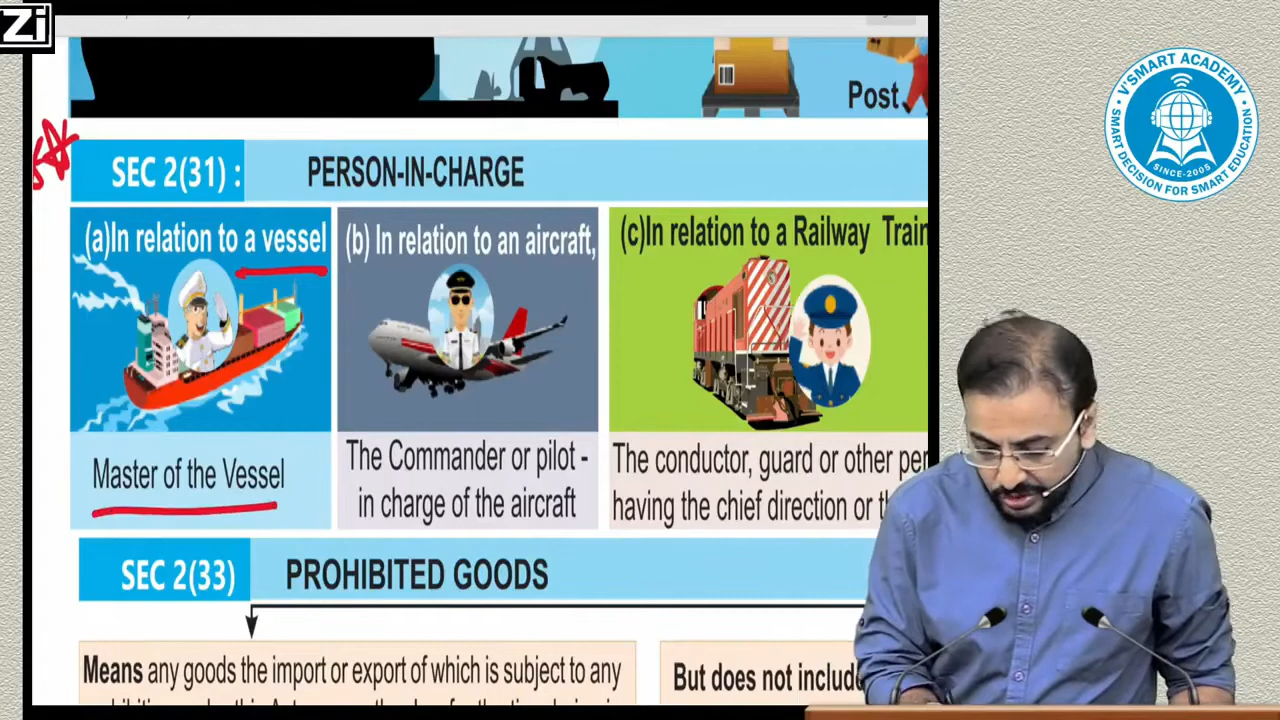 Zi
Post
SEC 2(31) :
PERSON-IN-CHARGE
(a)In relation to a vessel
(b) In relation to an aircraft,
(c)In relation to a Railway Train
Master of the Vessel
The Commander or pilot -
in charge of the aircraft
The conductor, guard or other
having the chief direction or
SEC 2(33)
PROHIBITED GOODS
Means any goods the import or export of which is subject to any
But does not include
V SMART ACADEMY
SINCE-2005
SMART DECISION FOR SMART EDUCATION